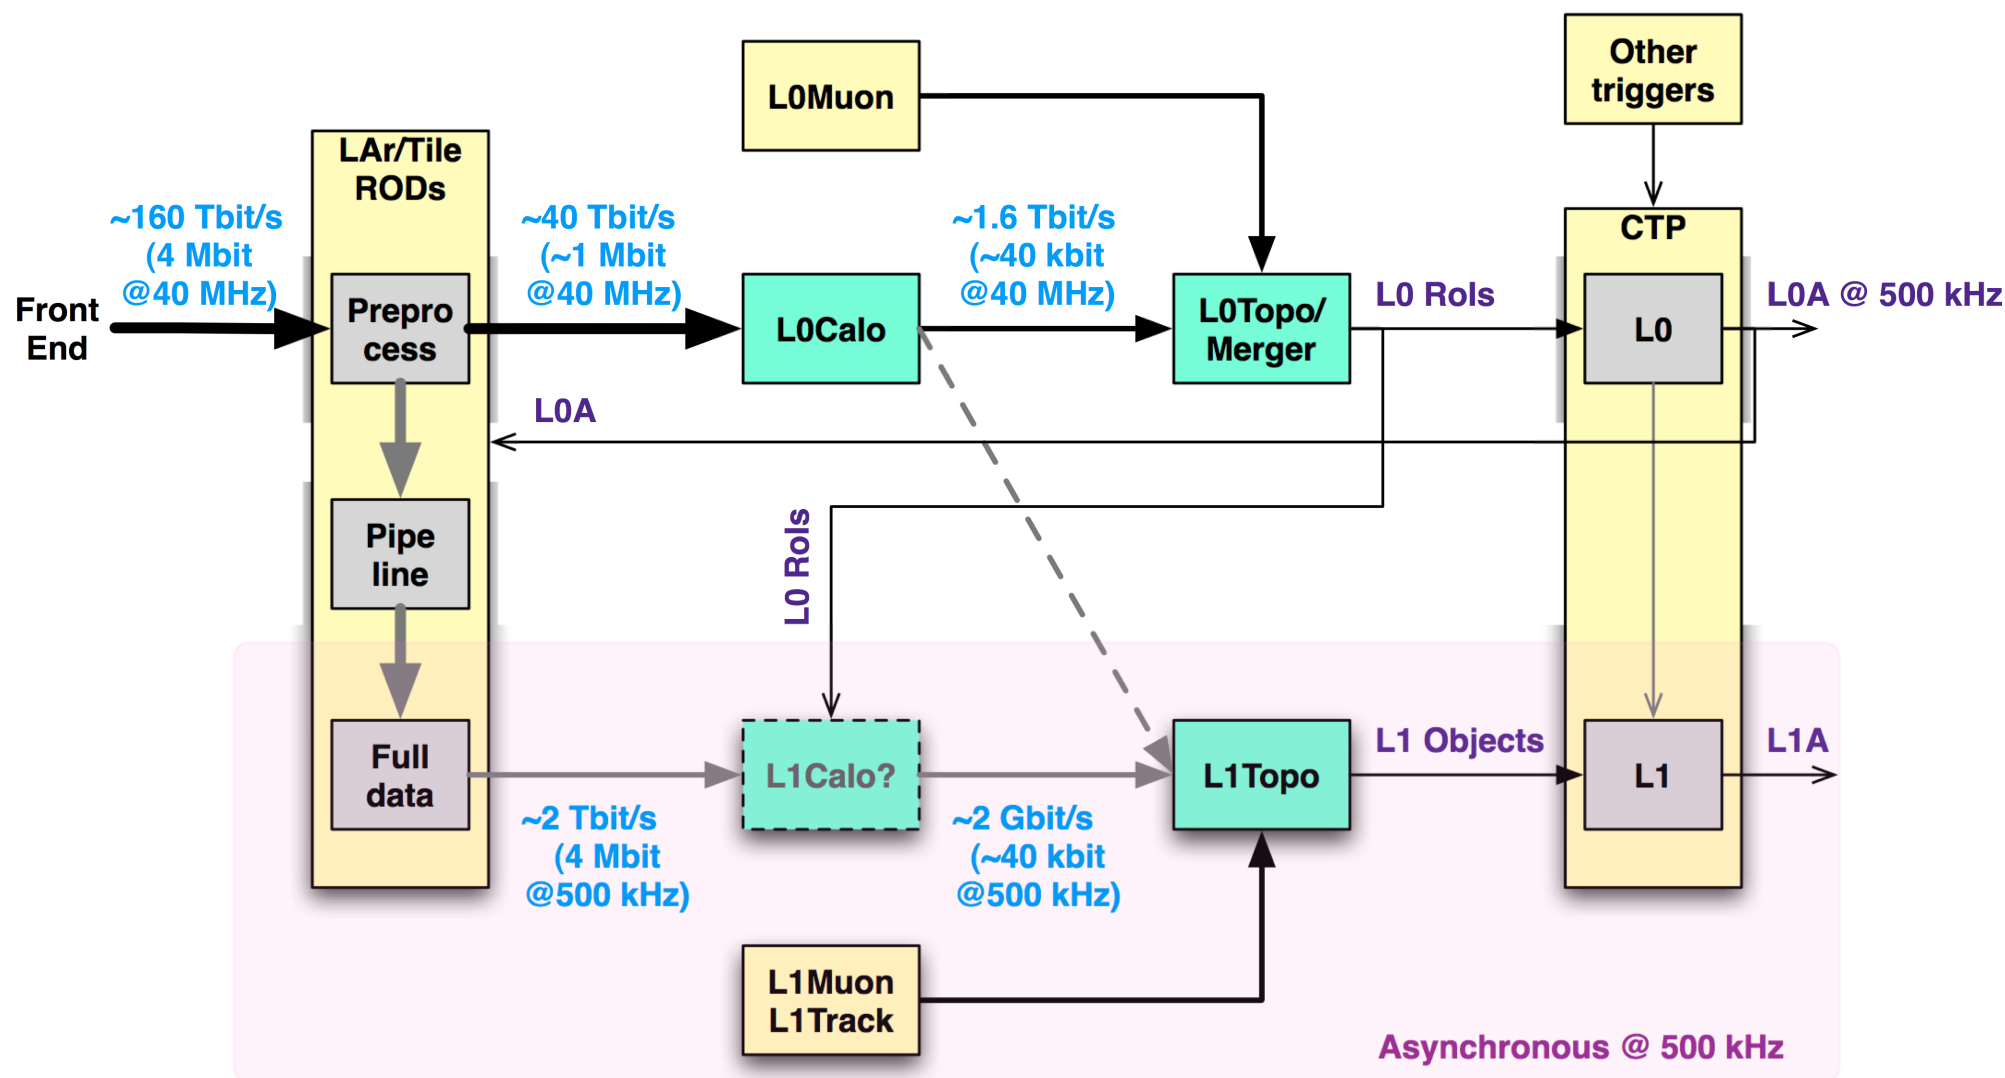 Other
triggers
L0Muon
LAr/Tile
RODs
~160 Tbit/s
(4 Mbit
@40 MHz)
~40 Tbit/s
(~1 Mbit
@40 MHz)
~1.6 Tbit/s
(~40 kbit
@40 MHz)
CTP
Front
End
Prepro
cess
L0Calo
L0Topo/
Merger
L0 RoIs
L0
L0A @ 500 kHz
L0A
Pipe
line
L0 RoIs
Full
data
L1Calo?
L1Topo
L1 Objects
L1
L1A
~2 Tbit/s
(4 Mbit
@500 kHz)
~2 Gbit/s
(~40 kbit
@500 kHz)
L1Muon
L1Track
Asynchronous @ 500 kHz